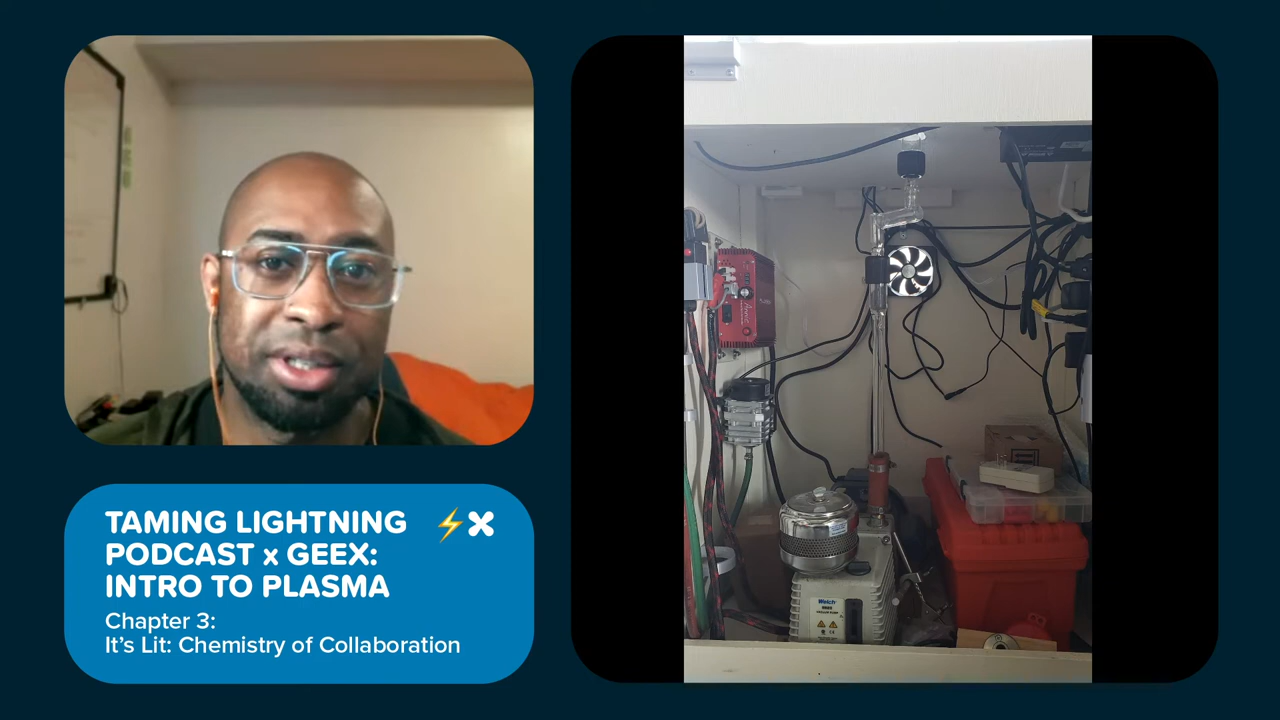 TAMING LIGHTNING
PODCAST x GEEX:
INTRO TO PLASMA
Chapter 3:
It's Lit: Chemistry of Collaboration
Welch